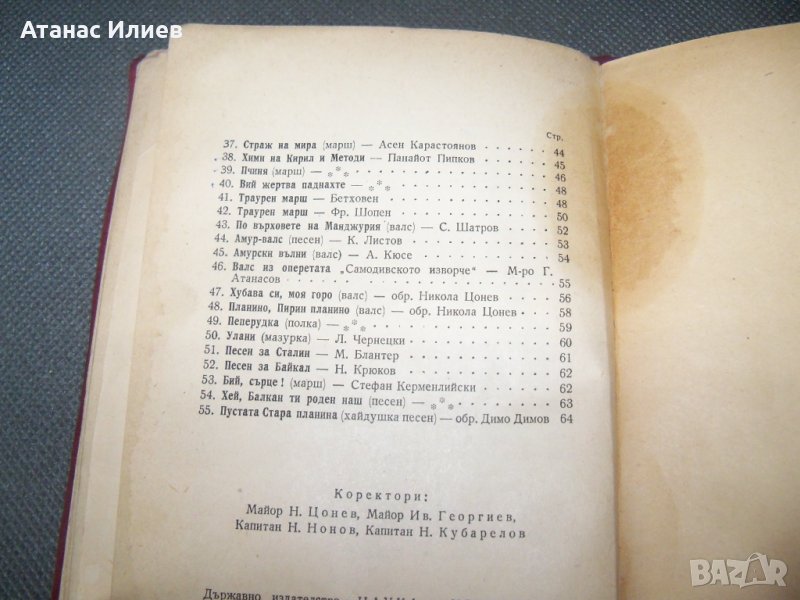 Атанас Илиев
Стр.
37. Страж на мира (марш) — Асен Карастоянов 44
38. Химн на Кирил и Методи — Панайот Пипков 45
39. Пчиня (марш) — *** 46
40. Вий жертва паднахте — *** 48
41. Траурен марш — Бетховен 48
42. Траурен марш — Фр. Шопен 50
43. По върховете на Манджурия (валс) — С. Шатров 52
44. Амур-валс (песен) — К. Листов 53
45. Амурски вълни (валс) — А. Кюсе 54
46. Валс из оперетата „Самодивското изворче“ — М-ро Г.
Атанасов 55
47. Хубава си, моя горо (валс) — обр. Никола Цонев 56
48. Планино, Пирин планино (валс) — обр. Никола Цонев 58
49. Пеперудка (полка) — *** 59
50. Улани (мазурка) — Л. Чернецки 60
51. Песен за Сталин — М. Блантер 61
52. Песен за Байкал — Н. Крюков 62
53. Бий, сърце! (марш) — Стефан Керменлийски 62
54. Хей, Балкан ти роден наш (песен) — *** 63
55. Пустата Стара планина (хайдушка песен) — обр. Димо Димов 64
Коректори:
Майор Н. Цонев, Майор Ив. Георгиев,
Капитан Н. Нонов, Капитан Н. Кубарелов
Държавно издателство
BAZAR